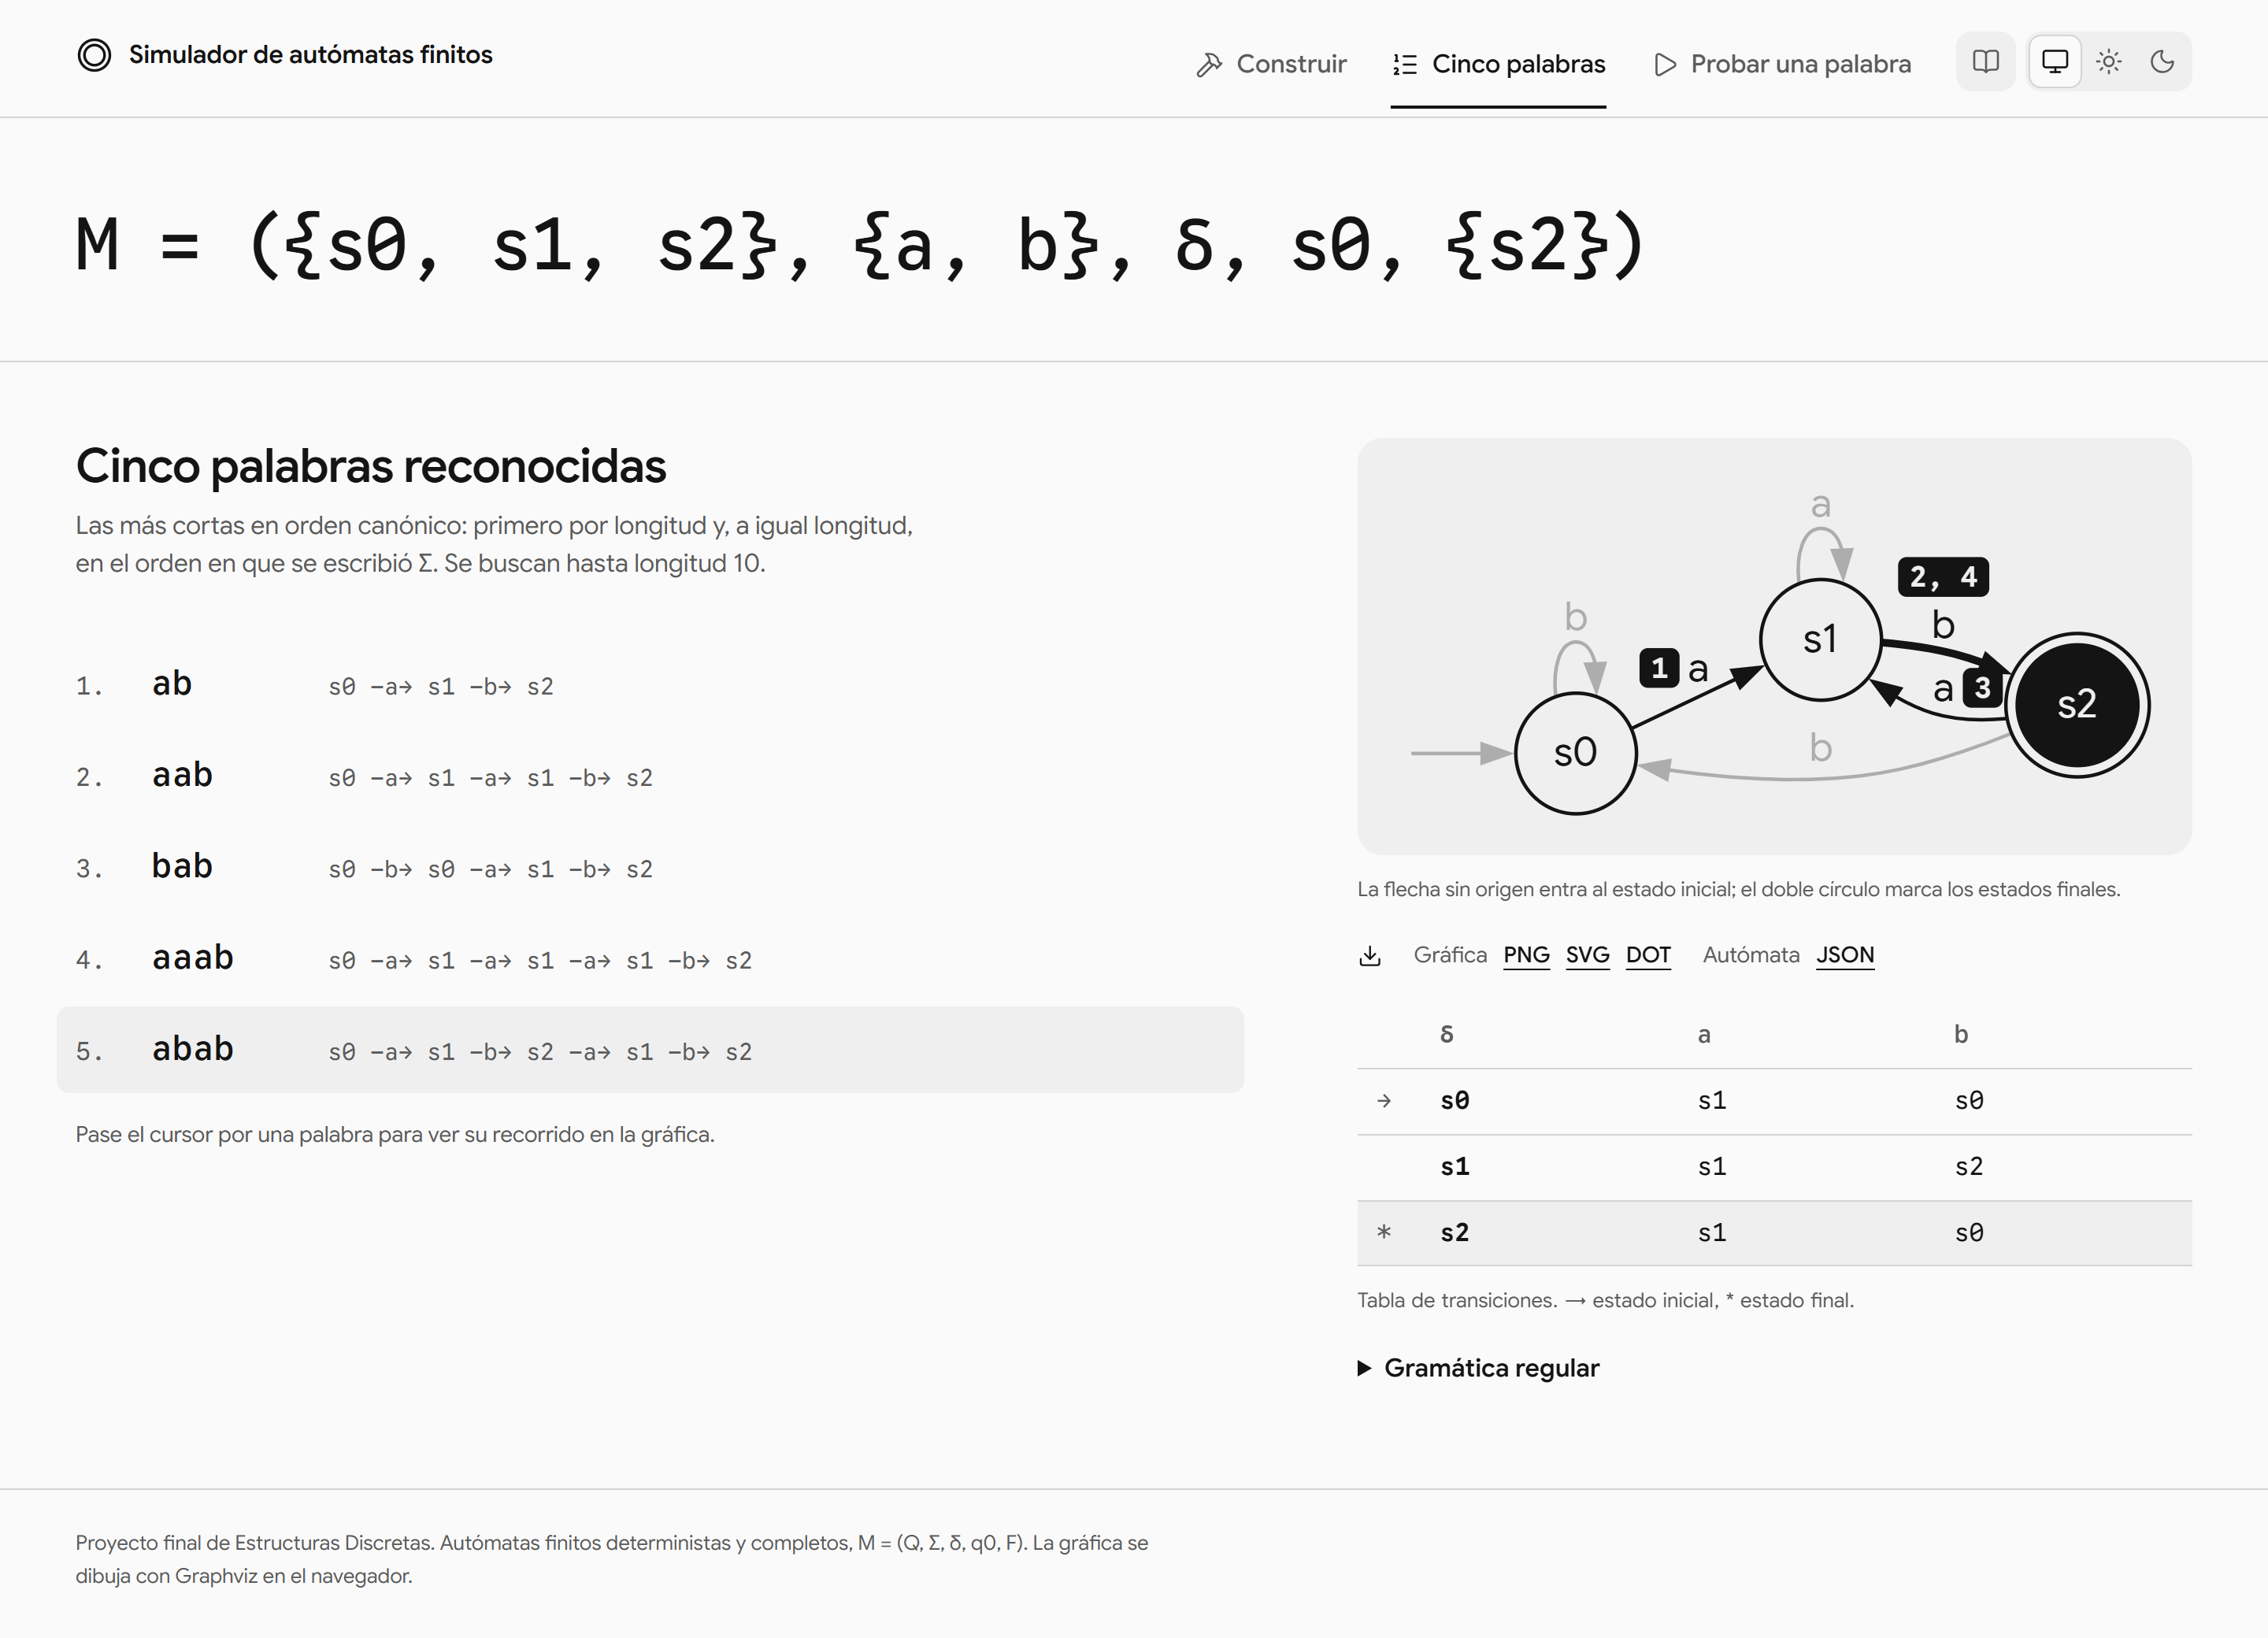 Simulador de autómatas finitos
Construir
Cinco palabras
Probar una palabra
M = ({s0, s1, s2}, {a, b}, δ, s0, {s2})
Cinco palabras reconocidas
Las más cortas en orden canónico: primero por longitud y, a igual longitud,
en el orden en que se escribió Σ. Se buscan hasta longitud 10.
1. ab s0 −a→ s1 −b→ s2
2. aab s0 −a→ s1 −a→ s1 −b→ s2
3. bab s0 −b→ s0 −a→ s1 −b→ s2
4. aaab s0 −a→ s1 −a→ s1 −a→ s1 −b→ s2
5. abab s0 −a→ s1 −b→ s2 −a→ s1 −b→ s2
Pase el cursor por una palabra para ver su recorrido en la gráfica.
a
2, 4
b
b
s1
1 a
a 3
s2
s0
b
La flecha sin origen entra al estado inicial; el doble círculo marca los estados finales.
Gráfica PNG SVG DOT Autómata JSON
δ a b
→ s0 s1 s0
s1 s1 s2
* s2 s1 s0
Tabla de transiciones. → estado inicial, * estado final.
▶ Gramática regular
Proyecto final de Estructuras Discretas. Autómatas finitos deterministas y completos, M = (Q, Σ, δ, q0, F). La gráfica se
dibuja con Graphviz en el navegador.